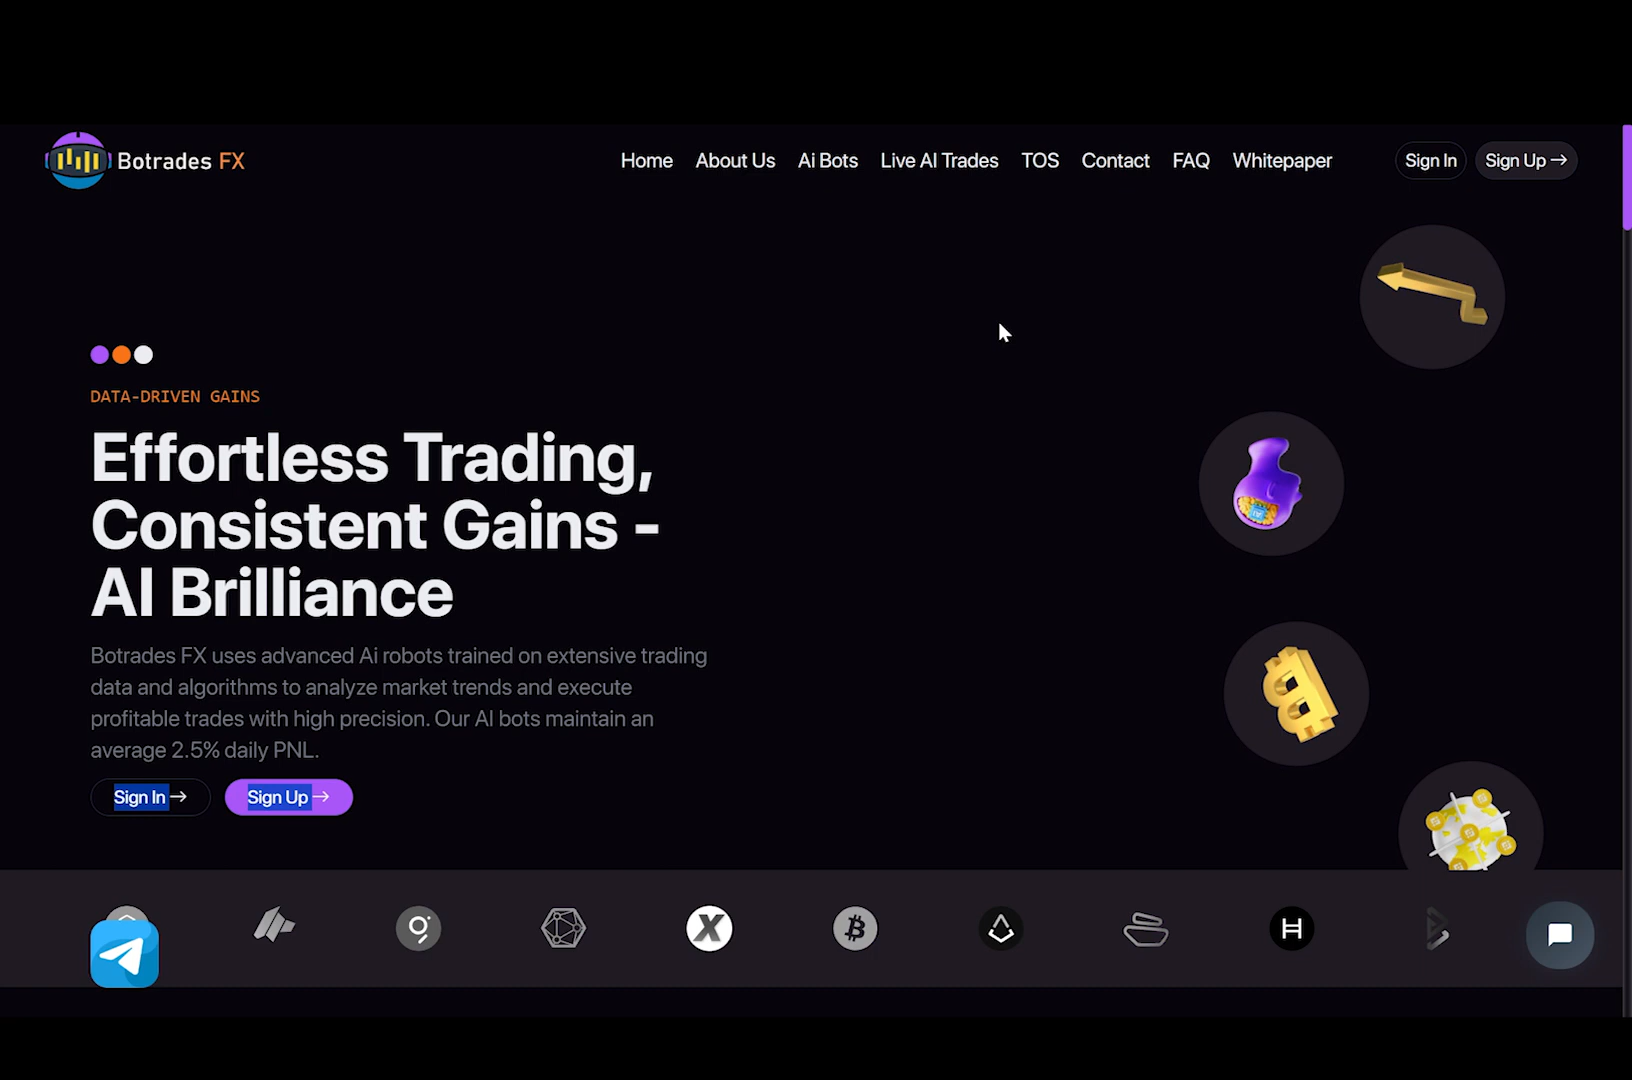 Botrades FX
Home About Us Ai Bots Live AI Trades TOS Contact FAQ Whitepaper
Sign In Sign Up →
DATA-DRIVEN GAINS
Effortless Trading,
Consistent Gains -
AI Brilliance
Botrades FX uses advanced Ai robots trained on extensive trading
data and algorithms to analyze market trends and execute
profitable trades with high precision. Our AI bots maintain an
average 2.5% daily PNL.
Sign In → Sign Up →